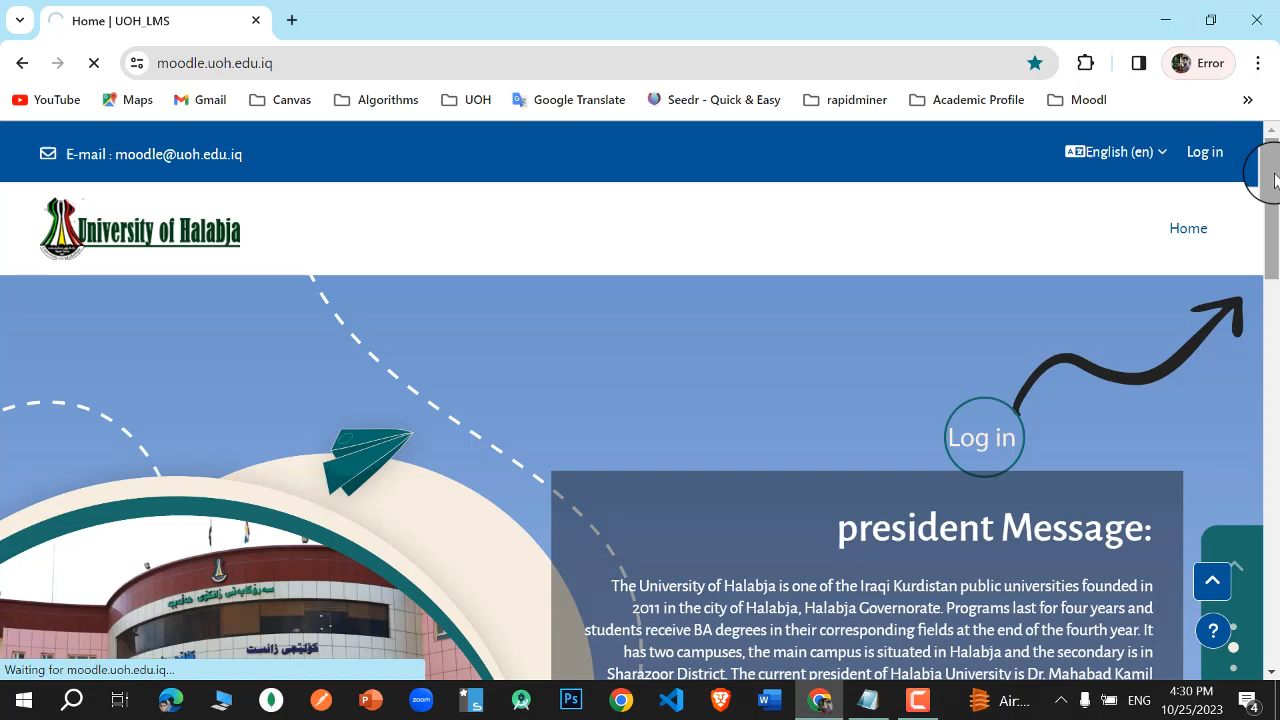 Home | UOH_LMS
moodle.uoh.edu.iq
Error
YouTube
Maps
Gmail
Canvas
Algorithms
UOH
Google Translate
Seedr - Quick & Easy
rapidminer
Academic Profile
Moodl
E-mail : moodle@uoh.edu.iq
English (en)
Log in
University of Halabja
Home
Log in
president Message:
The University of Halabja is one of the Iraqi Kurdistan public universities founded in
2011 in the city of Halabja, Halabja Governorate. Programs last for four years and
students receive BA degrees in their corresponding fields at the end of the fourth year. It
has two campuses, the main campus is situated in Halabja and the secondary is in
Sharazoor District. The current president of Halabja University is Dr. Mahabad Kamil
?
Waiting for moodle.uoh.edu.iq...
zoom
Ps
Air:...
ENG
4:30 PM
10/25/2023
4